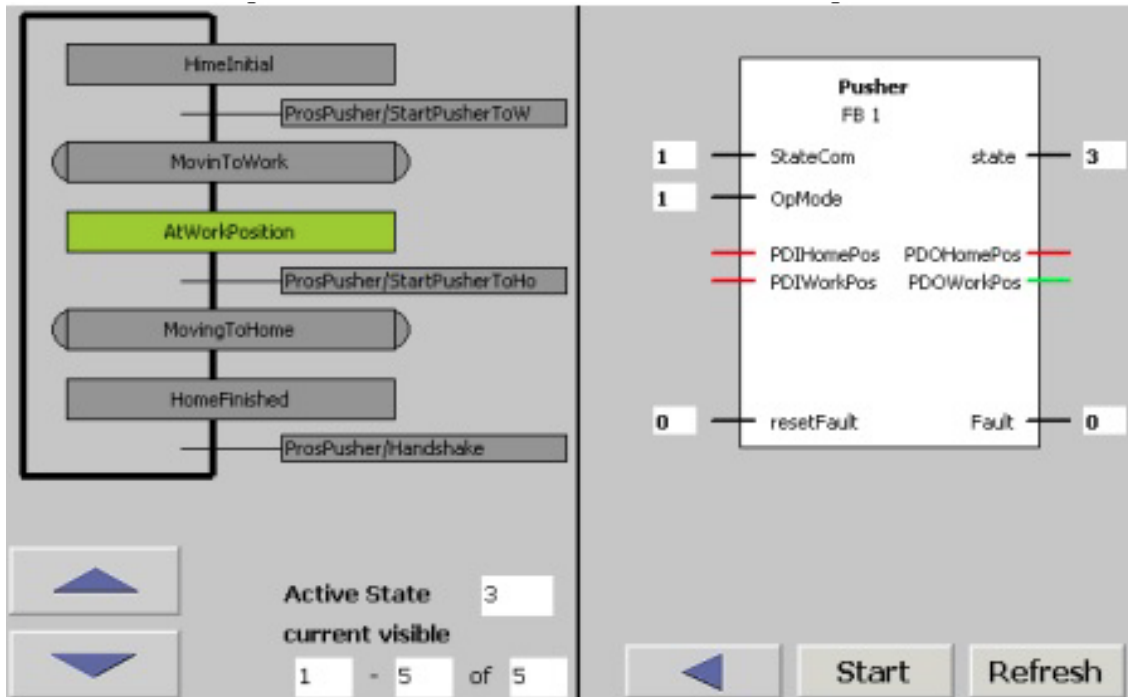 HimeInitial
ProsPusher/StartPusherToW
MovinToWork
AtWorkPosition
ProsPusher/StartPusherToHo
MovingToHome
HomeFinished
ProsPusher/Handshake
Active State 3
current visible
1 - 5 of 5
Pusher
FB 1
1 StateCom state 3
1 OpMode
PDIHomePos PDOHomePos
PDIWorkPos PDOWorkPos
0 resetFault Fault 0
Start Refresh